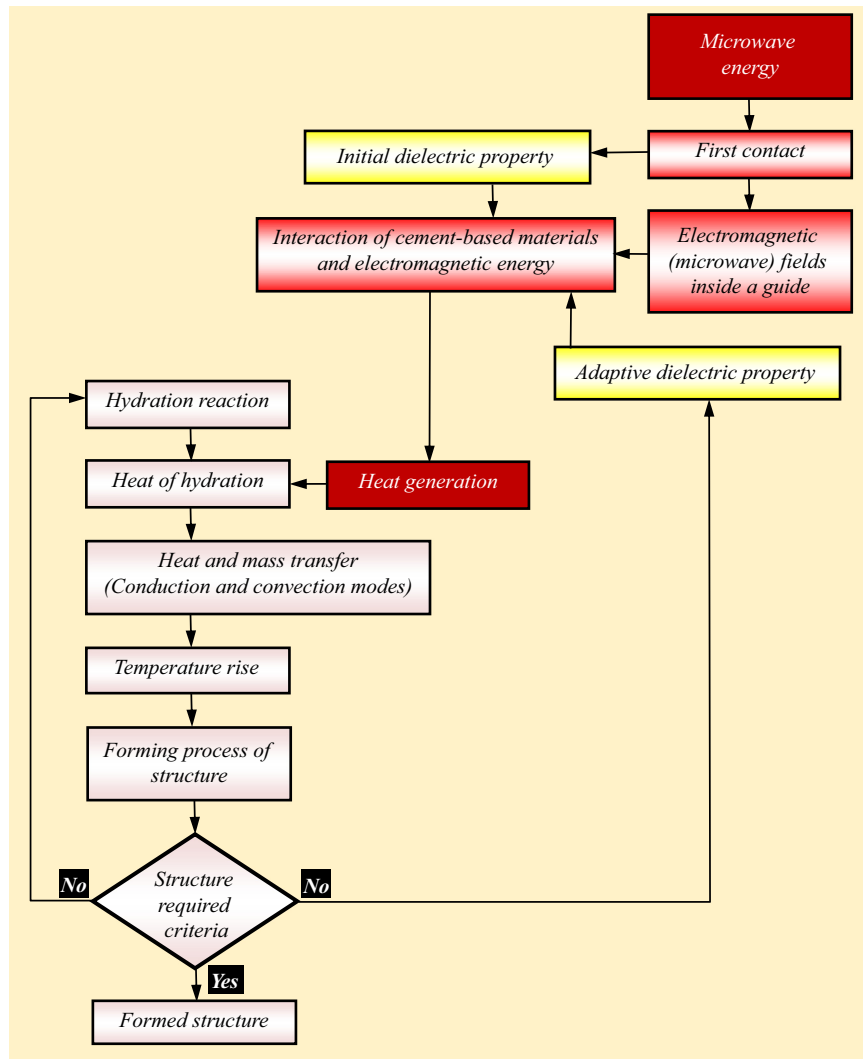 Microwave
energy
First contact
Initial dielectric property
Interaction of cement-based materials
and electromagnetic energy
Electromagnetic
(microwave) fields
inside a guide
Adaptive dielectric property
Hydration reaction
Heat of hydration
Heat generation
Heat and mass transfer
(Conduction and convection modes)
Temperature rise
Forming process of
structure
No
Structure
required
criteria
No
Yes
Formed structure